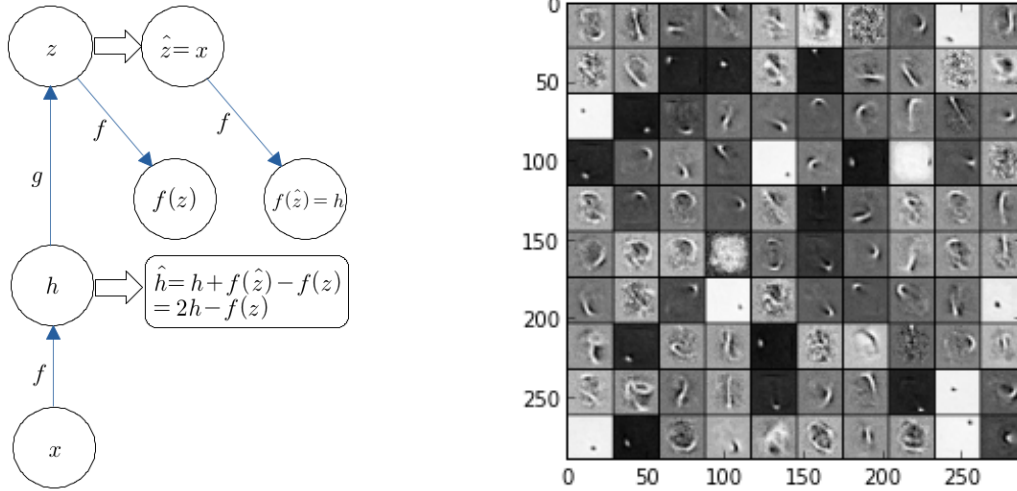 z
ẑ = x
f
f
g
f(z)
f(ẑ) = h
h
ĥ = h + f(ẑ) − f(z)
= 2h − f(z)
f
x
0
50
100
150
200
250
0 50 100 150 200 250